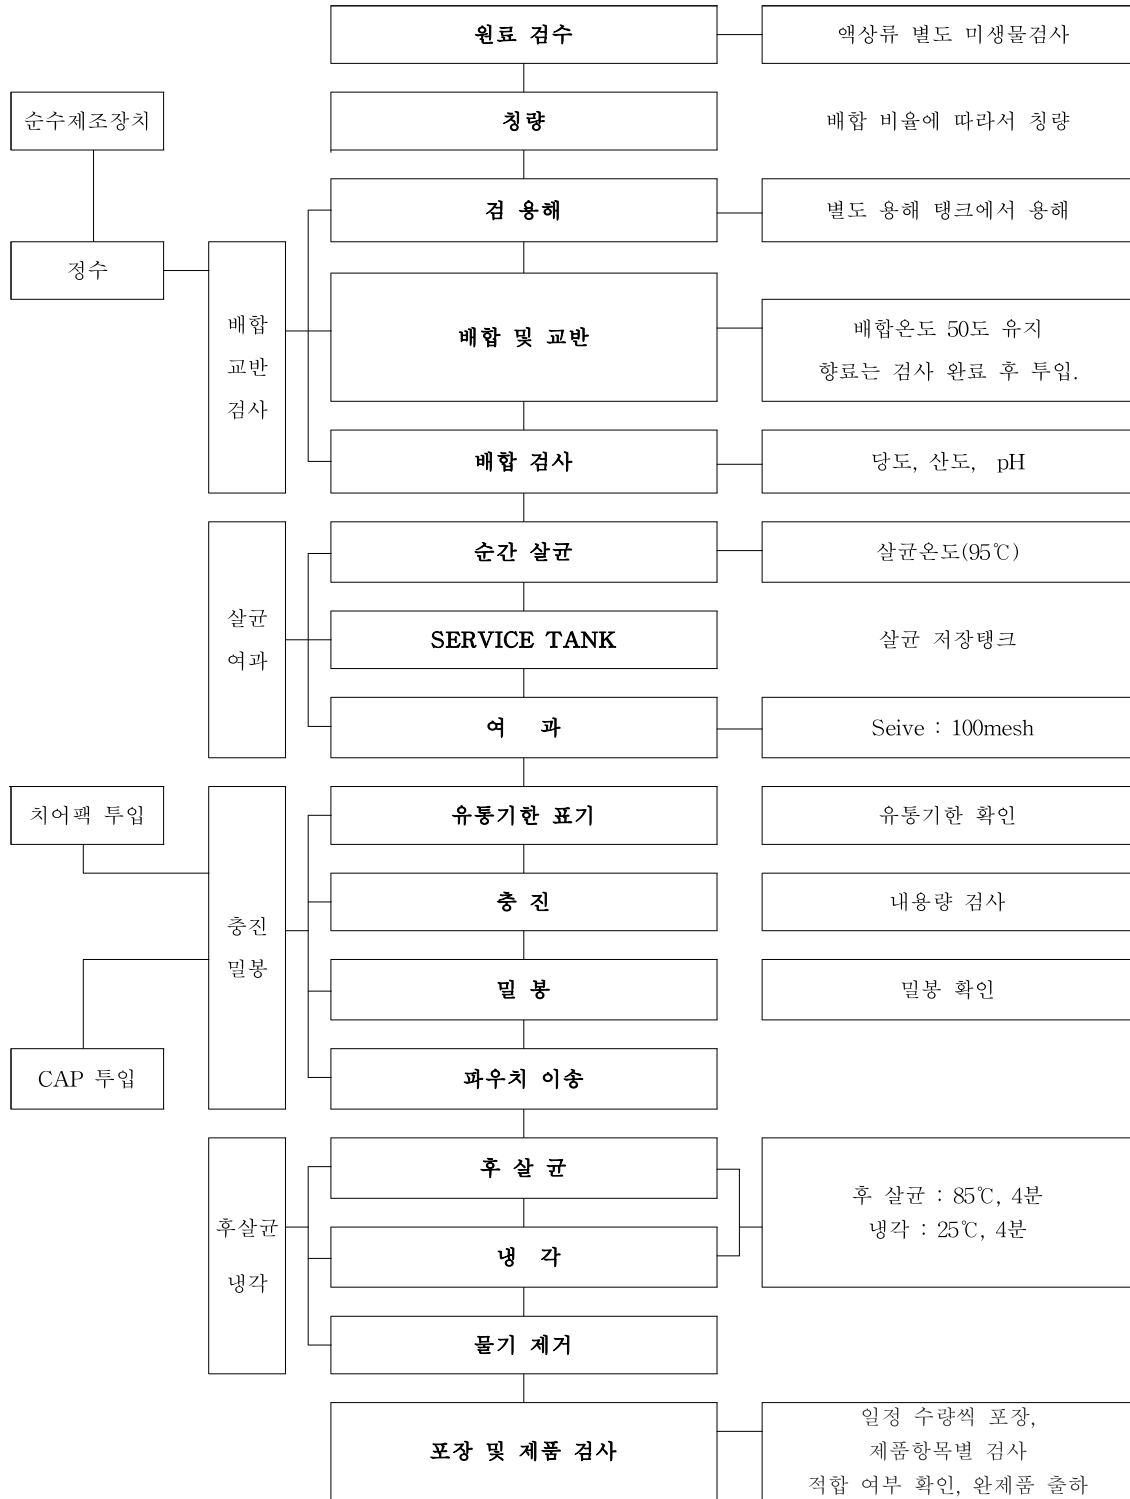 원료 검수
액상류 별도 미생물검사
순수제조장치
칭량
배합 비율에 따라서 칭량
검 용해
별도 용해 탱크에서 용해
정수
배합
교반
검사
배합 및 교반
배합온도 50도 유지
향료는 검사 완료 후 투입.
배합 검사
당도, 산도, pH
순간 살균
살균온도(95℃)
살균
여과
SERVICE TANK
살균 저장탱크
여 과
Seive : 100mesh
치어팩 투입
유통기한 표기
유통기한 확인
충진
밀봉
충 진
내용량 검사
밀 봉
밀봉 확인
CAP 투입
파우치 이송
후 살 균
후 살균 : 85℃, 4분
냉각 : 25℃, 4분
후살균
냉각
냉 각
물기 제거
포장 및 제품 검사
일정 수량씩 포장,
제품항목별 검사
적합 여부 확인, 완제품 출하